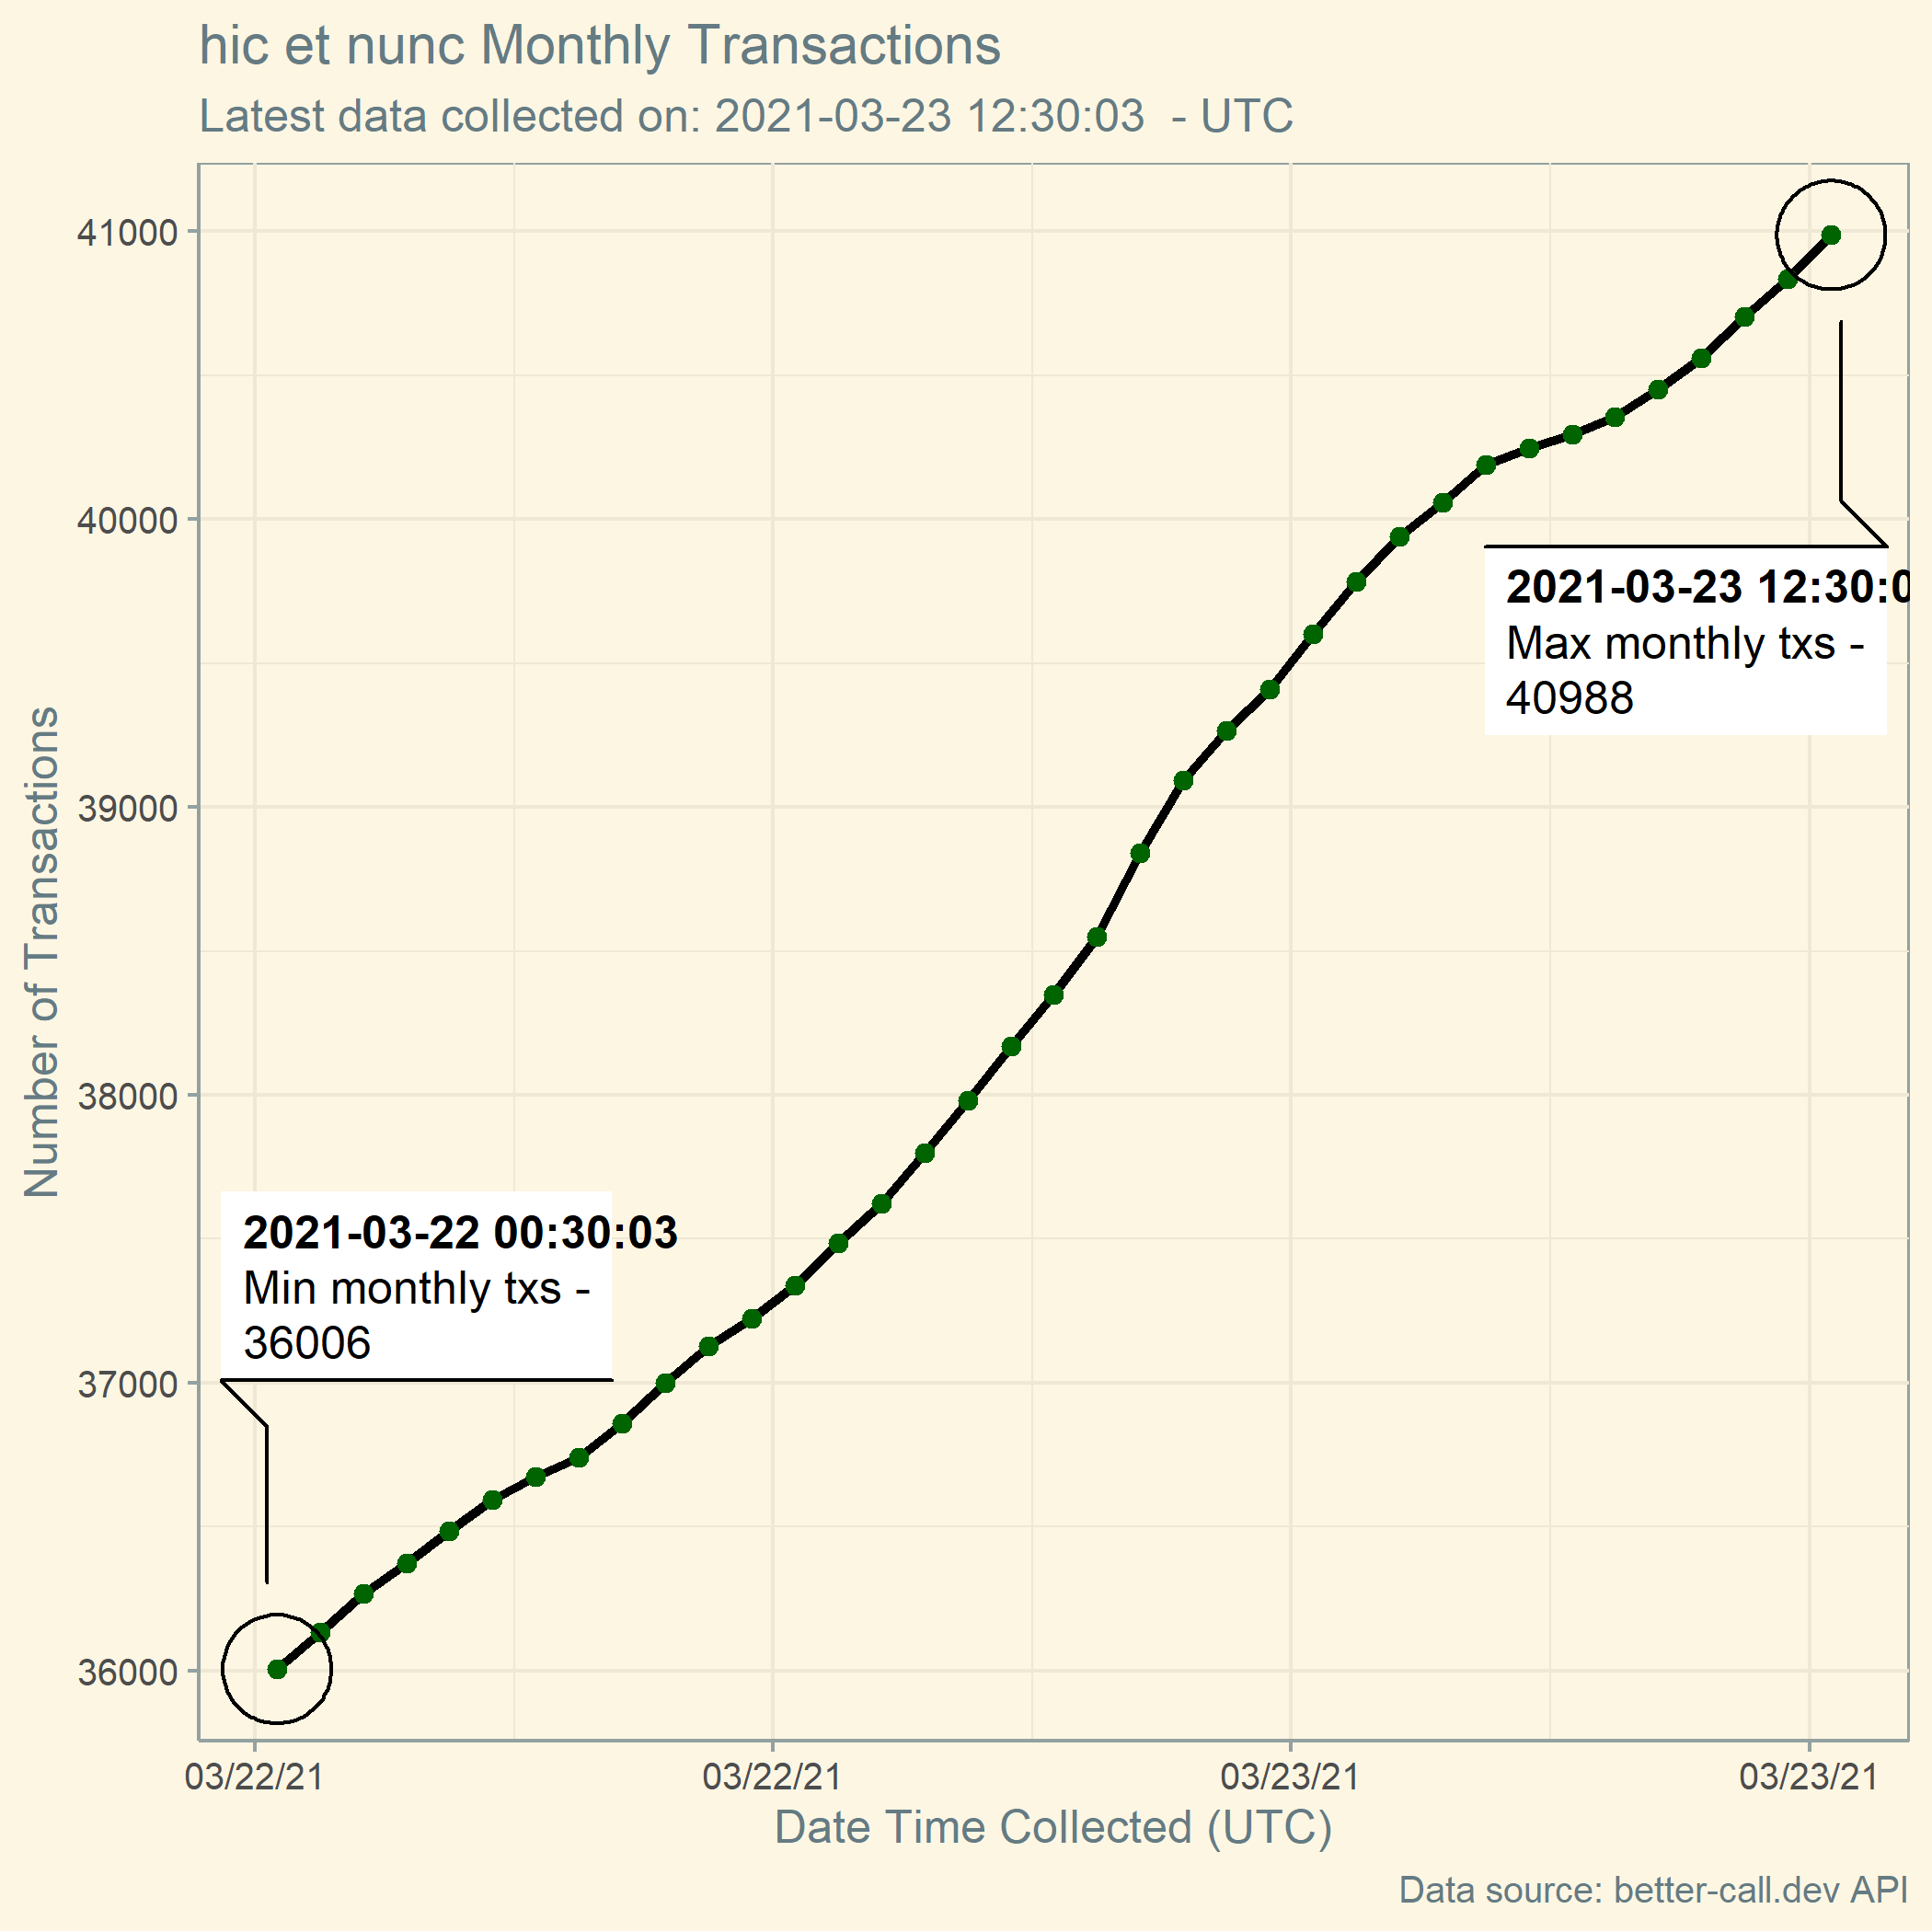 hic et nunc Monthly Transactions
Latest data collected on: 2021-03-23 12:30:03  - UTC
41000
40000
39000
38000
37000
36000
Number of Transactions
2021-03-23 12:30:0
Max monthly txs -
40988
2021-03-22 00:30:03
Min monthly txs -
36006
03/22/21
03/22/21
03/23/21
03/23/21
Date Time Collected (UTC)
Data source: better-call.dev API